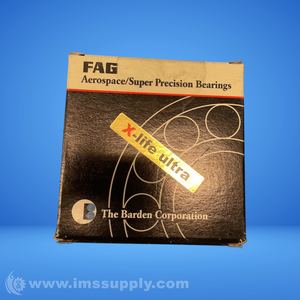 FAG
Aerospace/Super Precision Bearings
X-life ultra
B The Barden Corporation
www.imssupply.com